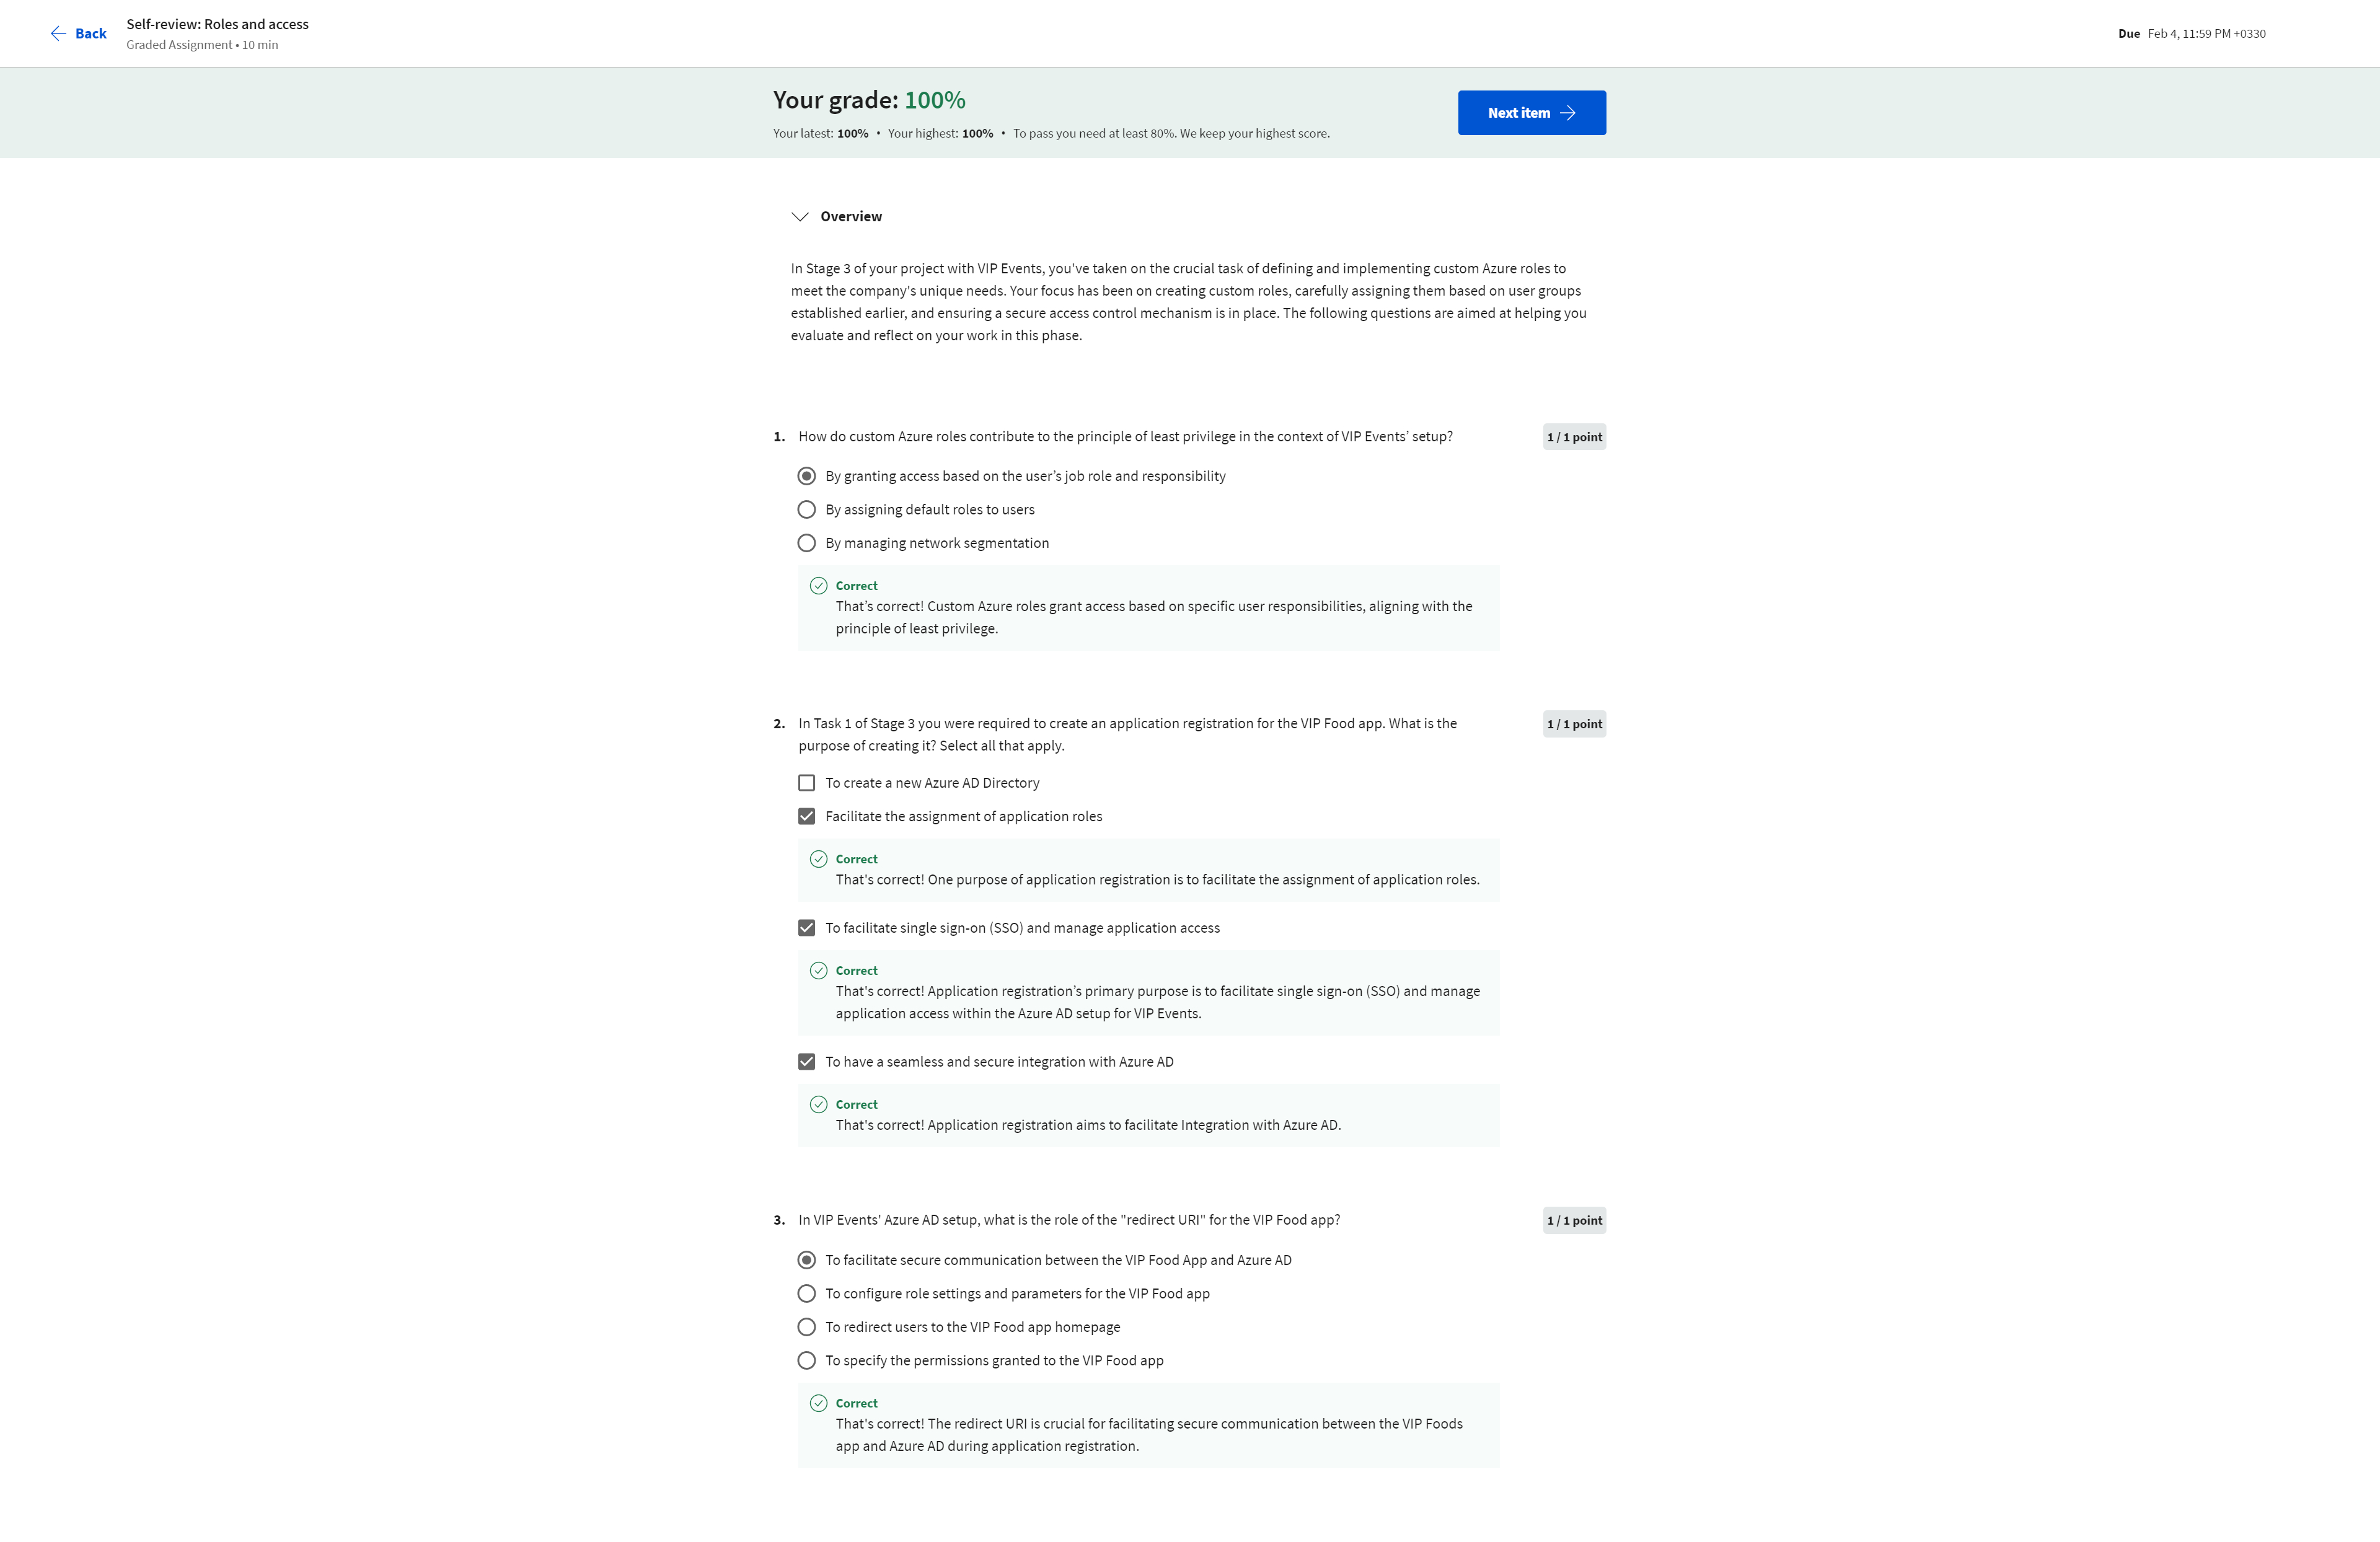 Back
Self-review: Roles and access
Graded Assignment • 10 min
Due Feb 4, 11:59 PM +0330
Your grade: 100%
Your latest: 100% • Your highest: 100% • To pass you need at least 80%. We keep your highest score.
Next item
Overview
In Stage 3 of your project with VIP Events, you've taken on the crucial task of defining and implementing custom Azure roles to
meet the company's unique needs. Your focus has been on creating custom roles, carefully assigning them based on user groups
established earlier, and ensuring a secure access control mechanism is in place. The following questions are aimed at helping you
evaluate and reflect on your work in this phase.
1. How do custom Azure roles contribute to the principle of least privilege in the context of VIP Events’ setup?
1 / 1 point
By granting access based on the user’s job role and responsibility
By assigning default roles to users
By managing network segmentation
Correct
That’s correct! Custom Azure roles grant access based on specific user responsibilities, aligning with the
principle of least privilege.
2. In Task 1 of Stage 3 you were required to create an application registration for the VIP Food app. What is the
purpose of creating it? Select all that apply.
1 / 1 point
To create a new Azure AD Directory
Facilitate the assignment of application roles
Correct
That's correct! One purpose of application registration is to facilitate the assignment of application roles.
To facilitate single sign-on (SSO) and manage application access
Correct
That's correct! Application registration’s primary purpose is to facilitate single sign-on (SSO) and manage
application access within the Azure AD setup for VIP Events.
To have a seamless and secure integration with Azure AD
Correct
That's correct! Application registration aims to facilitate Integration with Azure AD.
3. In VIP Events' Azure AD setup, what is the role of the "redirect URI" for the VIP Food app?
1 / 1 point
To facilitate secure communication between the VIP Food App and Azure AD
To configure role settings and parameters for the VIP Food app
To redirect users to the VIP Food app homepage
To specify the permissions granted to the VIP Food app
Correct
That's correct! The redirect URI is crucial for facilitating secure communication between the VIP Foods
app and Azure AD during application registration.